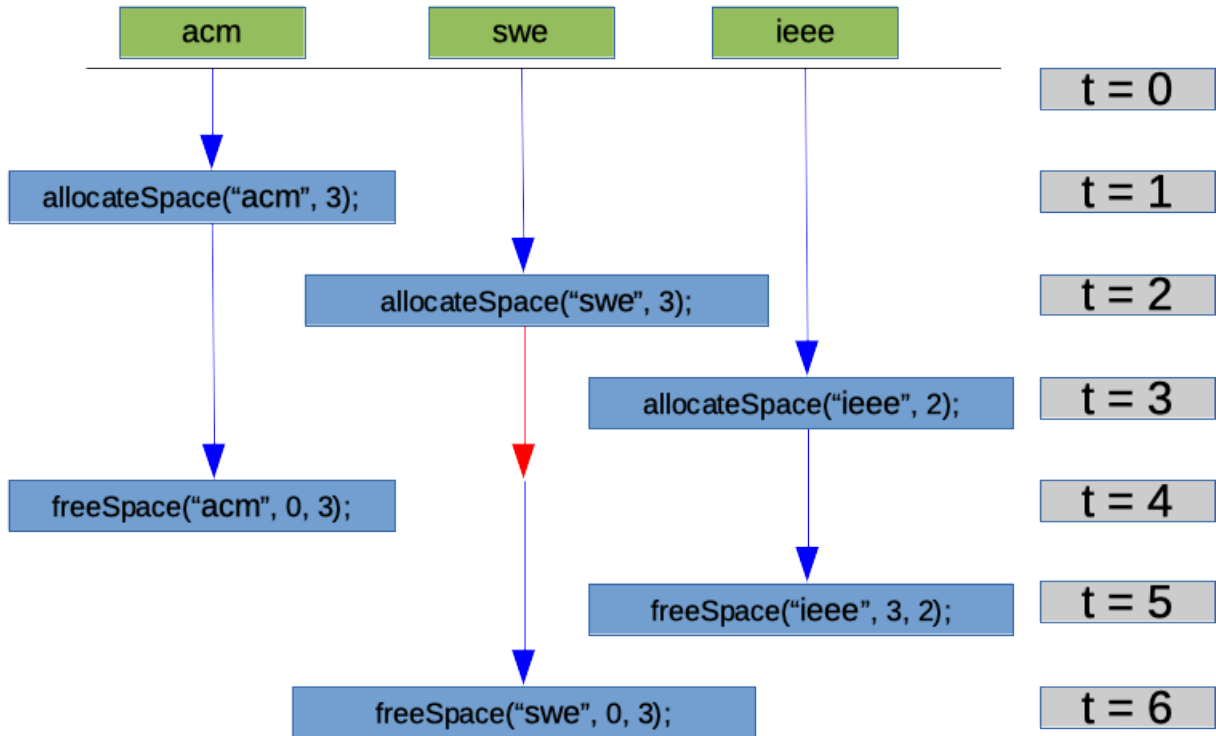 acm
swe
ieee
t = 0
allocateSpace(“acm”, 3);
t = 1
allocateSpace(“swe”, 3);
t = 2
allocateSpace(“ieee”, 2);
t = 3
freeSpace(“acm”, 0, 3);
t = 4
freeSpace(“ieee”, 3, 2);
t = 5
freeSpace(“swe”, 0, 3);
t = 6